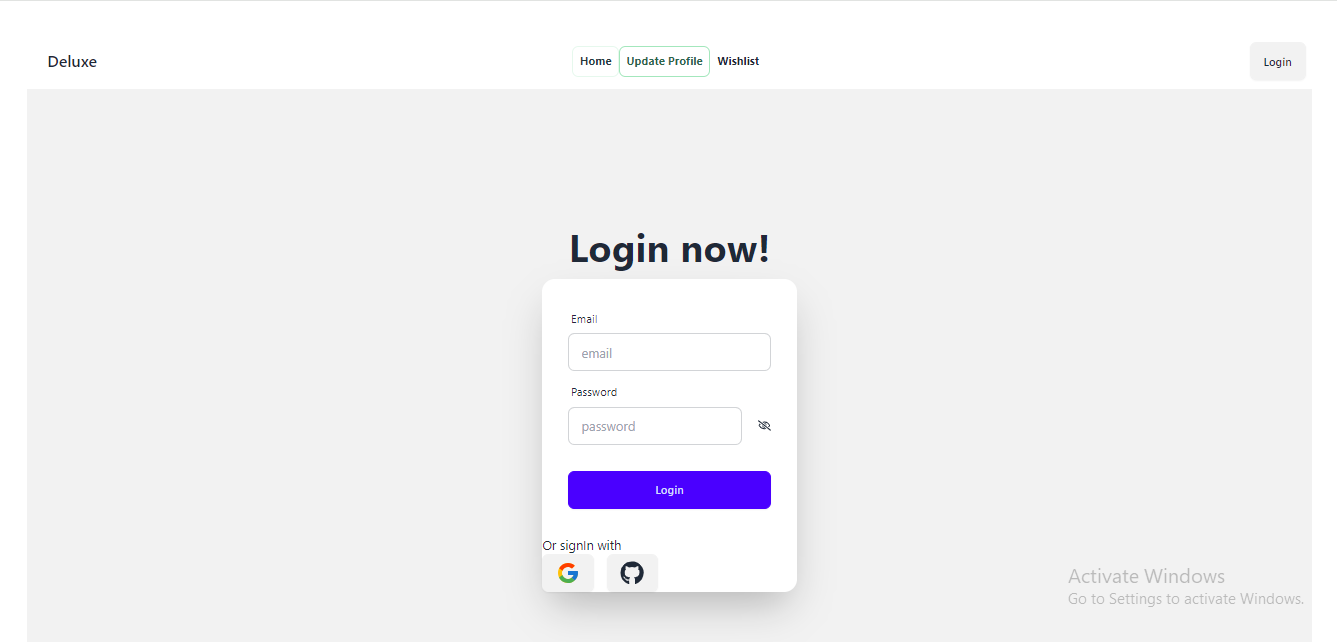 Deluxe
Home Update Profile Wishlist
Login
Login now!
Email
email
Password
password
Login
Or signIn with
Activate Windows
Go to Settings to activate Windows.